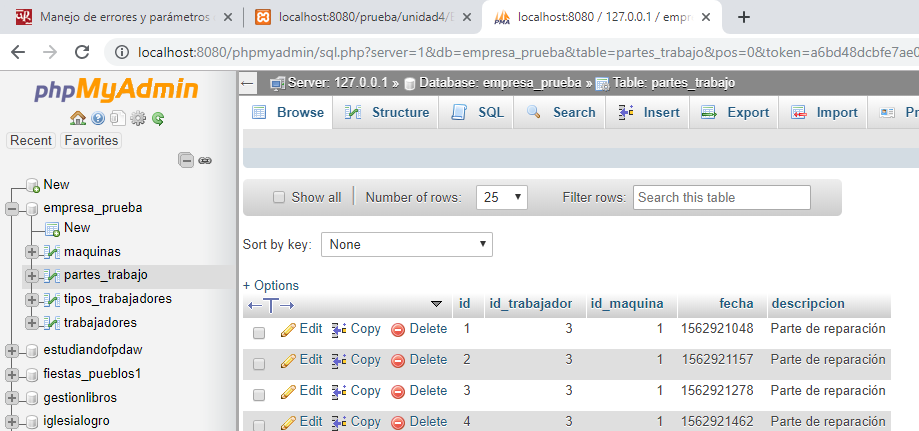 Manejo de errores y parámetros
localhost:8080/prueba/unidad4/
localhost:8080 / 127.0.0.1 / empr
localhost:8080/phpmyadmin/sql.php?server=1&db=empresa_prueba&table=partes_trabajo&pos=0&token=a6bd48dcbfe7ae0
phpMyAdmin
Server: 127.0.0.1 » Database: empresa_prueba » Table: partes_trabajo
Browse Structure SQL Search Insert Export Import Pr
Recent Favorites
New
empresa_prueba
New
maquinas
partes_trabajo
tipos_trabajadores
trabajadores
estudiandofpdaw
fiestas_pueblos1
gestionlibros
iglesialogro
Show all Number of rows: 25 Filter rows: Search this table
Sort by key: None
+ Options
id id_trabajador id_maquina fecha descripcion
Edit Copy Delete 1 3 1 1562921048 Parte de reparación
Edit Copy Delete 2 3 1 1562921157 Parte de reparación
Edit Copy Delete 3 3 1 1562921278 Parte de reparación
Edit Copy Delete 4 3 1 1562921462 Parte de reparación